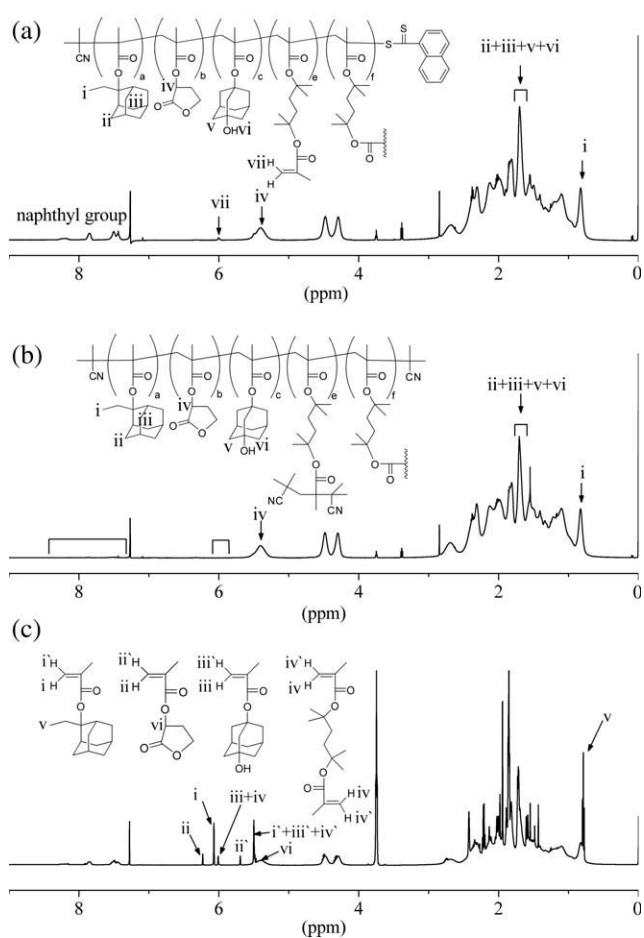 (a)
CN
O
O
O
O
O
O
O
O
O
O
a
b
c
e
f
S
S
i
ii
iii
iv
O
O
v
OH
vi
O
O
O
O
vii
H
H
ii+iii+v+vi
i
naphthyl group
vii
iv
8
6
4
2
0
(ppm)
(b)
CN
O
O
O
O
O
O
O
O
O
O
a
b
c
e
f
CN
i
ii
iii
iv
O
O
v
OH
vi
O
O
O
O
NC
CN
ii+iii+v+vi
i
iv
8
6
4
2
0
(ppm)
(c)
i` H
i H
O
O
v
ii` H
ii H
O
O
vi
O
O
iii` H
iii H
O
O
OH
iv` H
iv H
O
O
O
O
H iv
H iv`
v
i
iii+iv
ii
ii`
i`+iii`+iv`
vi
8
6
4
2
0
(ppm)